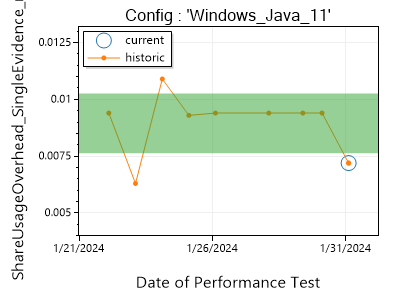 Config : 'Windows_Java_11'
current
historic
0.0125
0.01
0.0075
0.005
ShareUsageOverhead_SingleEvidence_
1/21/2024
1/26/2024
1/31/2024
Date of Performance Test